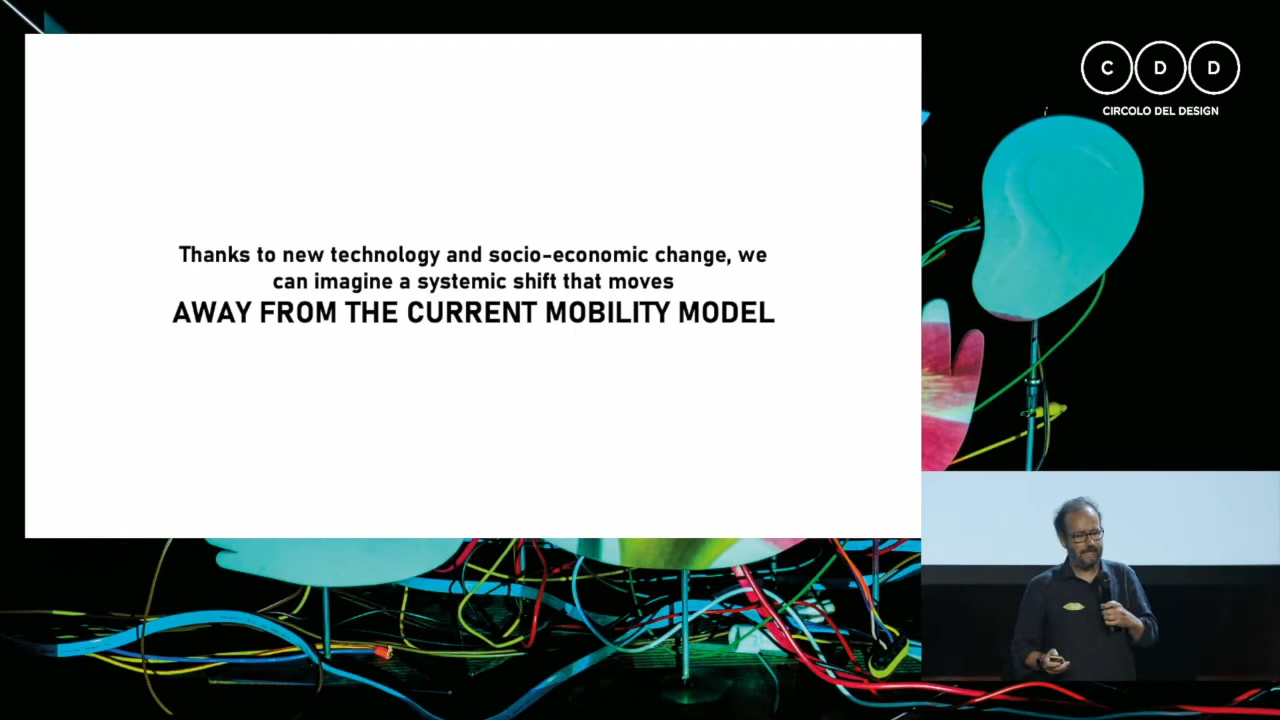 Thanks to new technology and socio-economic change, we
can imagine a systemic shift that moves
AWAY FROM THE CURRENT MOBILITY MODEL
C D D
CIRCOLO DEL DESIGN